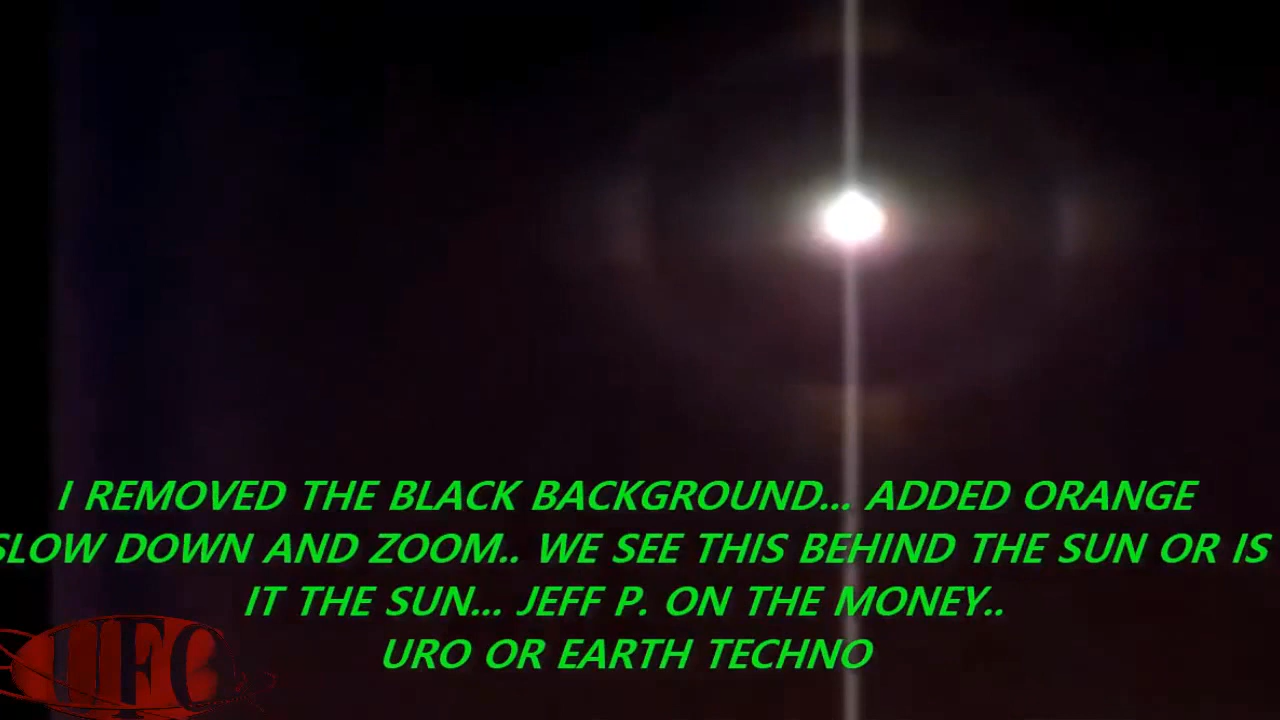 I REMOVED THE BLACK BACKGROUND... ADDED ORANGE
SLOW DOWN AND ZOOM.. WE SEE THIS BEHIND THE SUN OR IS
IT THE SUN... JEFF P. ON THE MONEY..
URO OR EARTH TECHNO
UFO